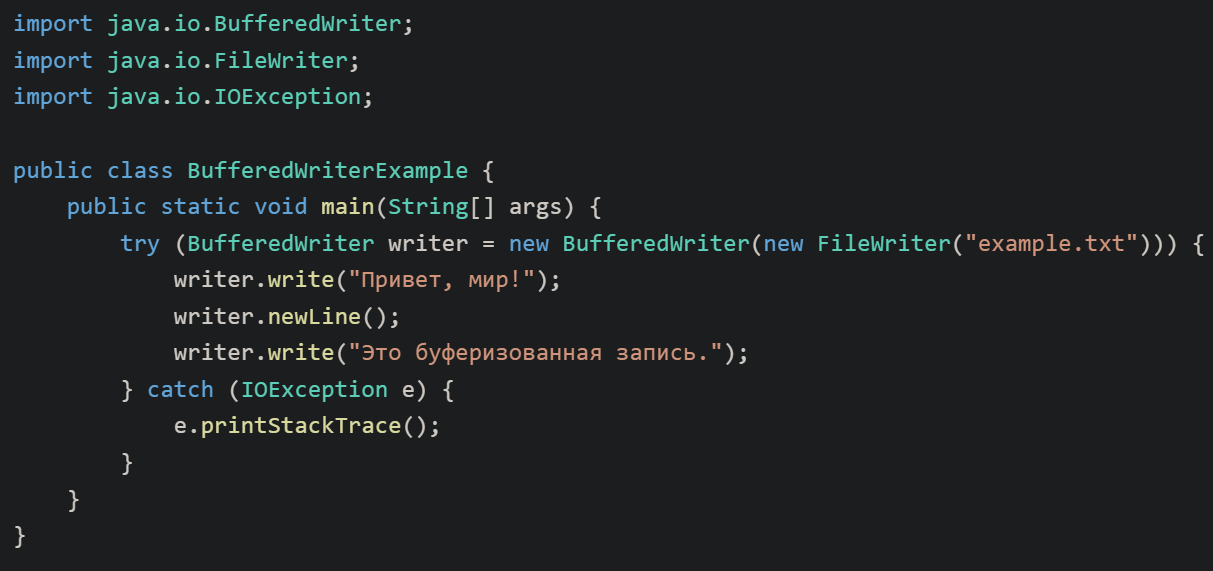 import java.io.BufferedWriter;
import java.io.FileWriter;
import java.io.IOException;

public class BufferedWriterExample {
    public static void main(String[] args) {
        try (BufferedWriter writer = new BufferedWriter(new FileWriter("example.txt"))) {
            writer.write("Привет, мир!");
            writer.newLine();
            writer.write("Это буферизованная запись.");
        } catch (IOException e) {
            e.printStackTrace();
        }
    }
}